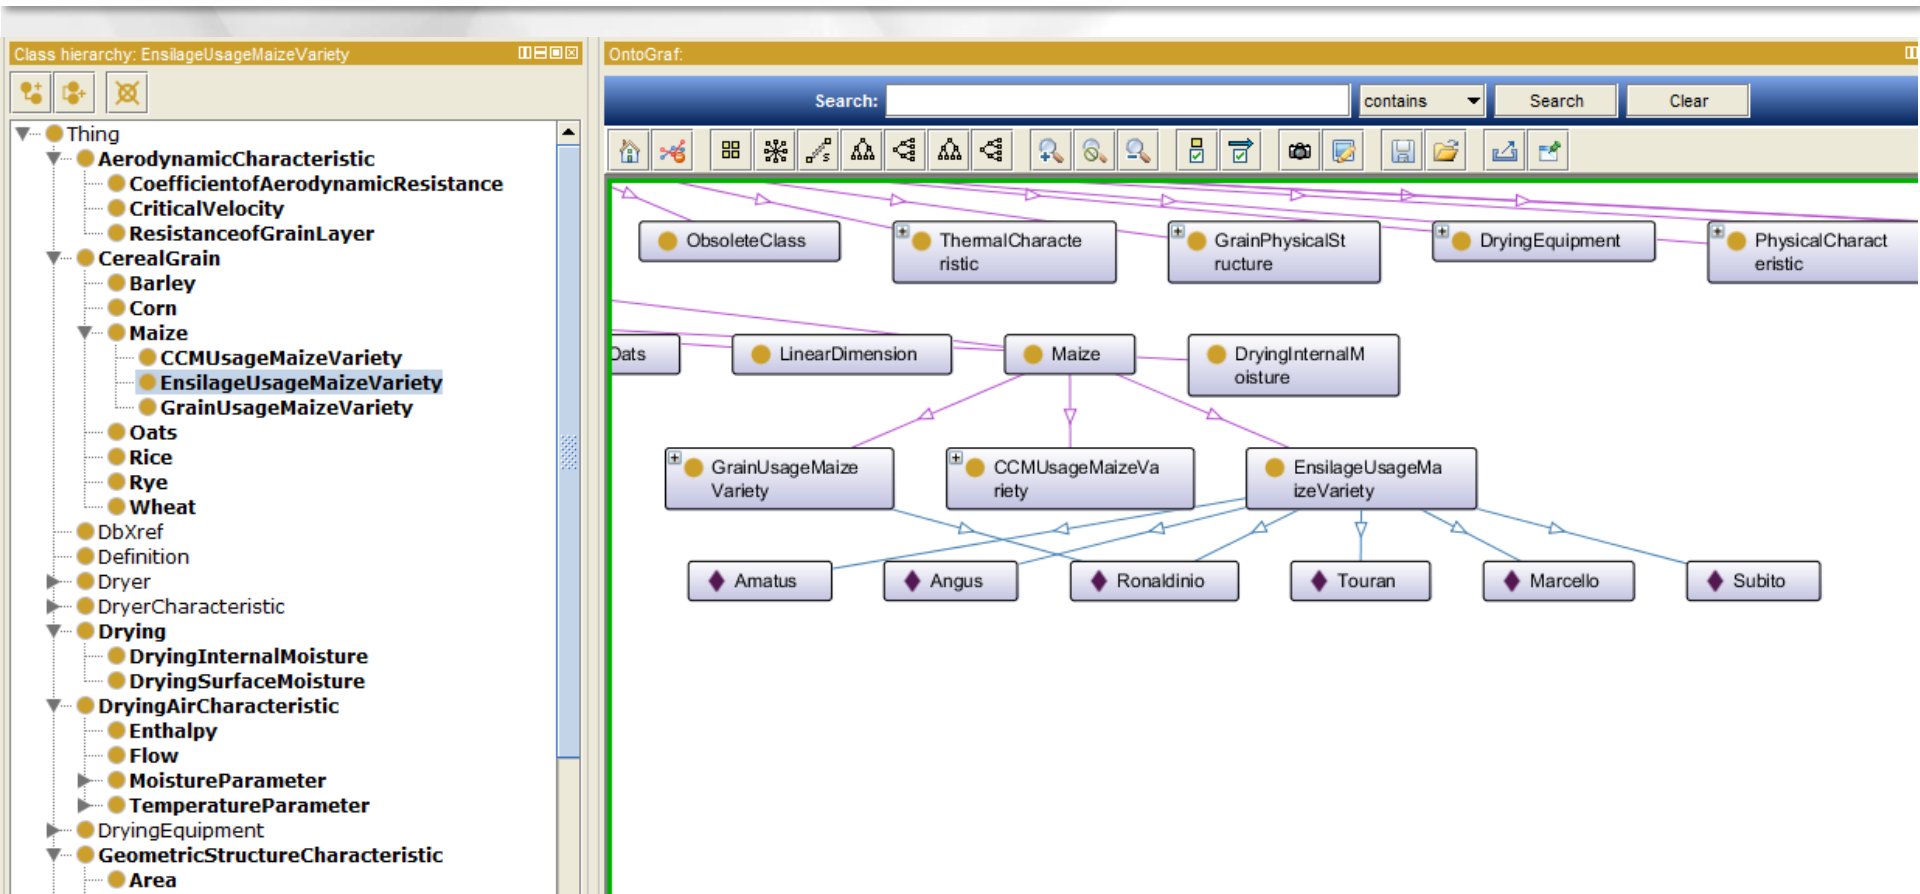 Class hierarchy: EnsilageUsageMaizeVariety
Thing
AerodynamicCharacteristic
CoefficientofAerodynamicResistance
CriticalVelocity
ResistanceofGrainLayer
CerealGrain
Barley
Corn
Maize
CCMUsageMaizeVariety
EnsilageUsageMaizeVariety
GrainUsageMaizeVariety
Oats
Rice
Rye
Wheat
DbXref
Definition
Dryer
DryerCharacteristic
Drying
DryingInternalMoisture
DryingSurfaceMoisture
DryingAirCharacteristic
Enthalpy
Flow
MoistureParameter
TemperatureParameter
DryingEquipment
GeometricStructureCharacteristic
Area
OntoGraf:
Search:
contains
Search
Clear
ObsoleteClass
ThermalCharacte
ristic
GrainPhysicalSt
ructure
DryingEquipment
PhysicalCharact
eristic
Oats
LinearDimension
Maize
DryingInternalM
oisture
GrainUsageMaize
Variety
CCMUsageMaizeVa
riety
EnsilageUsageMa
izeVariety
Amatus
Angus
Ronaldinio
Touran
Marcello
Subito